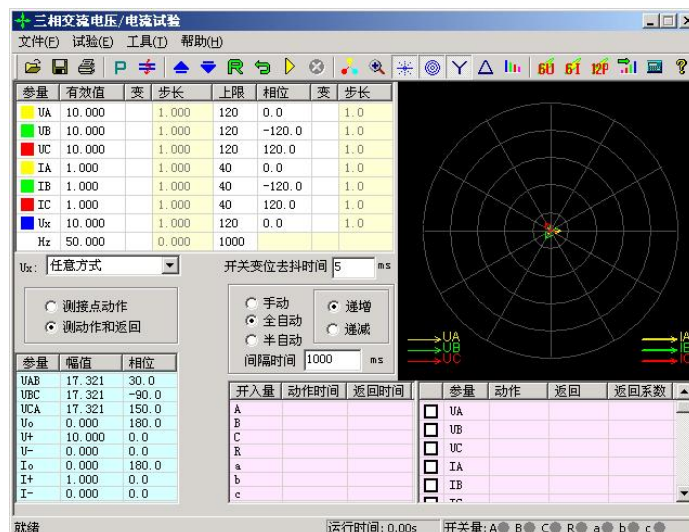 三相交流电压/电流试验
文件(F) 试验(E) 工具(T) 帮助(H)
P R 6U 6I 12P ?
参量 有效值 变 步长 上限 相位 变 步长
UA 10.000 1.000 120 0.0 1.0
UB 10.000 1.000 120 -120.0 1.0
UC 10.000 1.000 120 120.0 1.0
IA 1.000 1.000 40 0.0 1.0
IB 1.000 1.000 40 -120.0 1.0
IC 1.000 1.000 40 120.0 1.0
Ux 10.000 1.000 120 0.0 1.0
Hz 50.000 0.000 1000
Ux: 任意方式 开关变位去抖时间 5 ms
测接点动作
测动作和返回
手动
全自动
半自动
递增
递减
间隔时间 1000 ms
UA
UB
UC
IA
IB
IC
参量 幅值 相位
UAB 17.321 30.0
UBC 17.321 -90.0
UCA 17.321 150.0
Uo 0.000 180.0
U+ 10.000 0.0
U- 0.000 0.0
Io 0.000 180.0
I+ 1.000 0.0
I- 0.000 0.0
开入量 动作时间 返回时间
A
B
C
R
a
b
c
参量 动作 返回 返回系数
UA
UB
UC
IA
IB
IC
就绪 运行时间: 0.00s 开关量: A B C R a b c